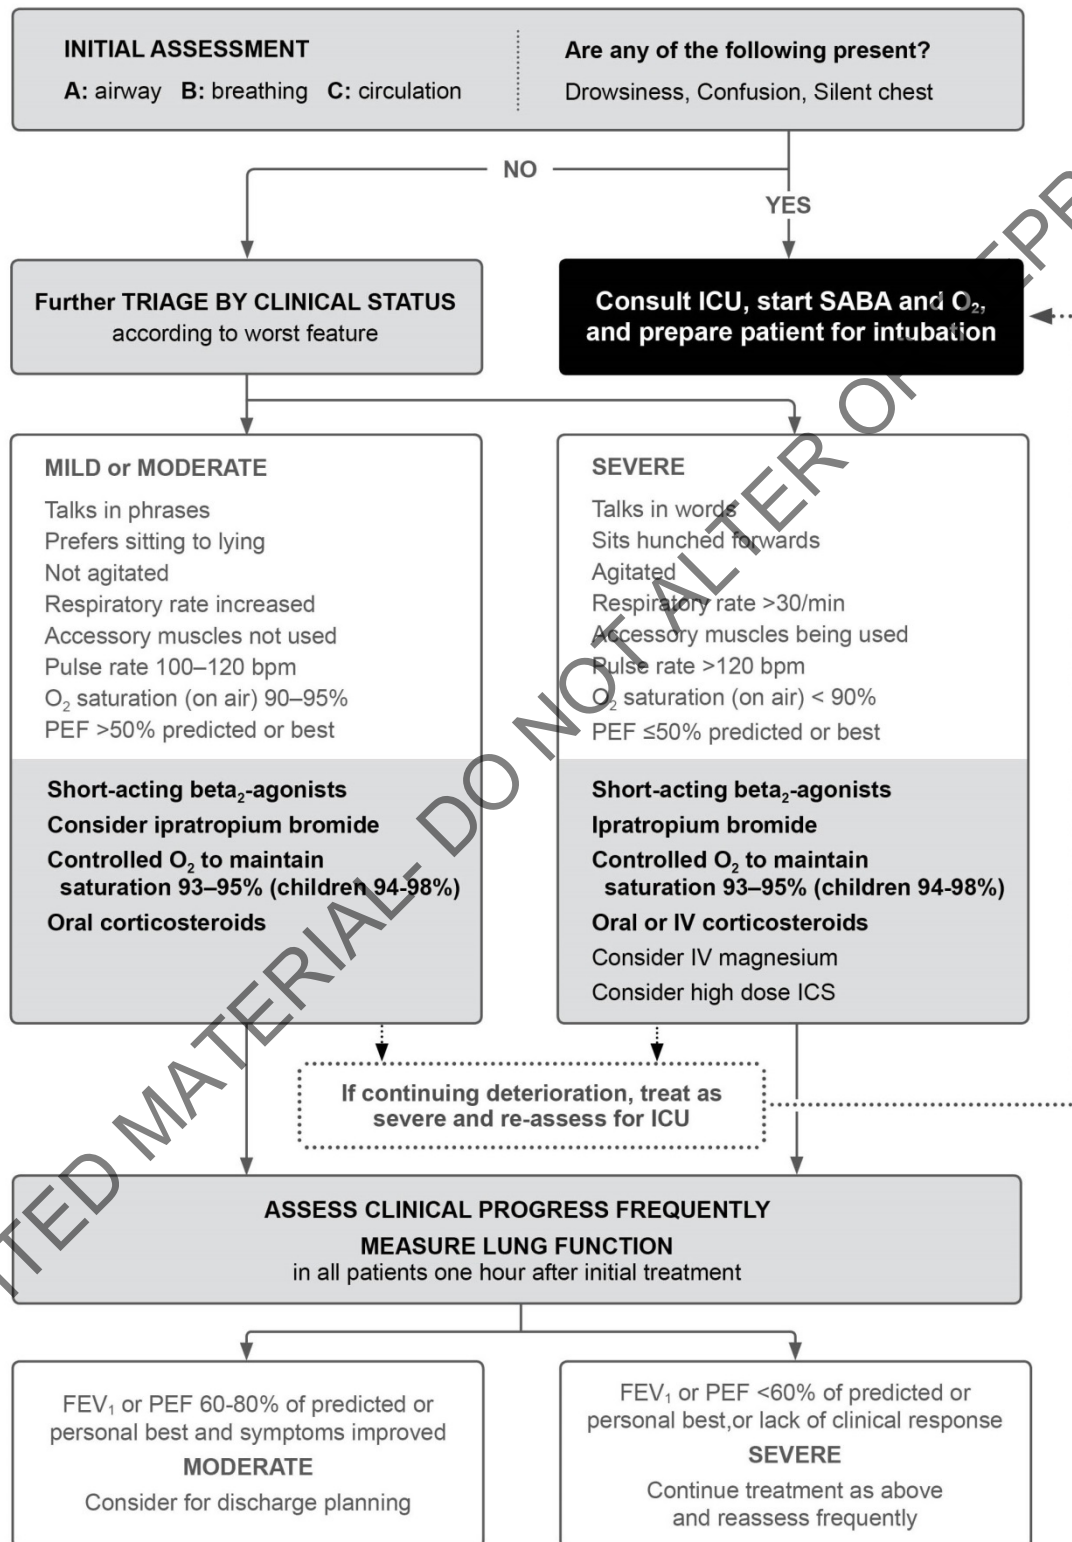 INITIAL ASSESSMENT
A: airway B: breathing C: circulation
Are any of the following present?
Drowsiness, Confusion, Silent chest
NO
YES
Further TRIAGE BY CLINICAL STATUS
according to worst feature
Consult ICU, start SABA and O₂,
and prepare patient for intubation
MILD or MODERATE
Talks in phrases
Prefers sitting to lying
Not agitated
Respiratory rate increased
Accessory muscles not used
Pulse rate 100–120 bpm
O₂ saturation (on air) 90–95%
PEF >50% predicted or best
Short-acting beta₂-agonists
Consider ipratropium bromide
Controlled O₂ to maintain
saturation 93–95% (children 94-98%)
Oral corticosteroids
SEVERE
Talks in words
Sits hunched forwards
Agitated
Respiratory rate >30/min
Accessory muscles being used
Pulse rate >120 bpm
O₂ saturation (on air) < 90%
PEF ≤50% predicted or best
Short-acting beta₂-agonists
Ipratropium bromide
Controlled O₂ to maintain
saturation 93–95% (children 94-98%)
Oral or IV corticosteroids
Consider IV magnesium
Consider high dose ICS
If continuing deterioration, treat as
severe and re-assess for ICU
ASSESS CLINICAL PROGRESS FREQUENTLY
MEASURE LUNG FUNCTION
in all patients one hour after initial treatment
FEV₁ or PEF 60-80% of predicted or
personal best and symptoms improved
MODERATE
Consider for discharge planning
FEV₁ or PEF <60% of predicted or
personal best,or lack of clinical response
SEVERE
Continue treatment as above
and reassess frequently
MATERIAL- DO NOT ALTER OR